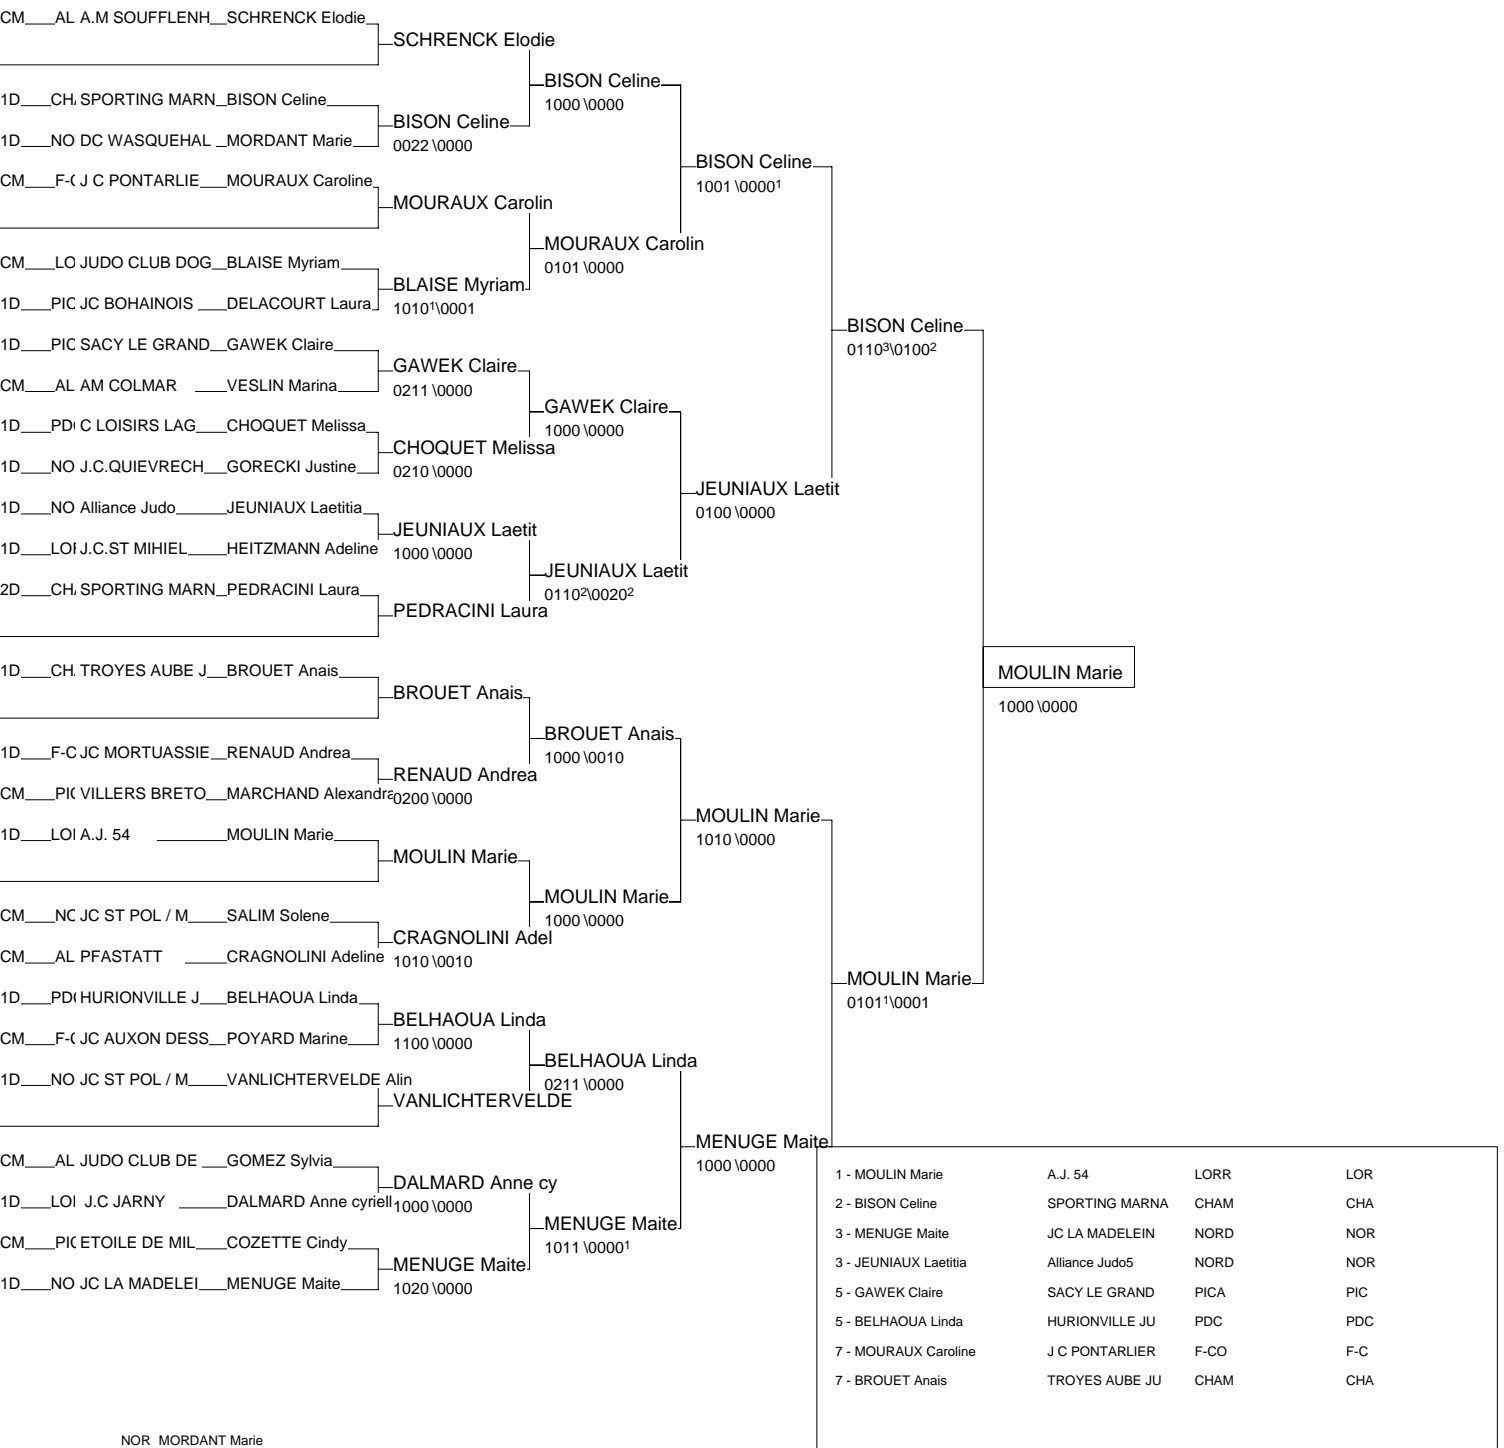 CM AL A.M SOUFFLENH SCHRENCK Elodie
SCHRENCK Elodie
BISON Celine
1000 \0000
1D CH SPORTING MARN BISON Celine
BISON Celine
0022 \0000
1D NO DC WASQUEHAL MORDANT Marie
BISON Celine
1001 \0000¹
CM F-C J C PONTARLIE MOURAUX Caroline
MOURAUX Carolin
MOURAUX Carolin
0101 \0000
CM LO JUDO CLUB DOG BLAISE Myriam
BLAISE Myriam
1010¹\0001
1D PIC JC BOHAINOIS DELACOURT Laura
BISON Celine
0110³\0100²
1D PIC SACY LE GRAND GAWEK Claire
GAWEK Claire
0211 \0000
CM AL AM COLMAR VESLIN Marina
GAWEK Claire
1000 \0000
1D PD C LOISIRS LAG CHOQUET Melissa
CHOQUET Melissa
0210 \0000
1D NO J.C.QUIEVRECH GORECKI Justine
JEUNIAUX Laetit
0100 \0000
1D NO Alliance Judo JEUNIAUX Laetitia
JEUNIAUX Laetit
1000 \0000
1D LOI J.C.ST MIHIEL HEITZMANN Adeline
JEUNIAUX Laetit
0110²\0020²
2D CH SPORTING MARN PEDRACINI Laura
PEDRACINI Laura
MOULIN Marie
1000 \0000
1D CH TROYES AUBE J BROUET Anais
BROUET Anais
BROUET Anais
1000 \0010
1D F-C JC MORTUASSIE RENAUD Andrea
RENAUD Andrea
0200 \0000
CM PI VILLERS BRETO MARCHAND Alexandra
MOULIN Marie
1010 \0000
1D LOI A.J. 54 MOULIN Marie
MOULIN Marie
MOULIN Marie
1000 \0000
CM NC JC ST POL / M SALIM Solene
CRAGNOLINI Adel
1010 \0010
CM AL PFASTATT CRAGNOLINI Adeline
MOULIN Marie
0101¹\0001
1D PD HURIONVILLE J BELHAOUA Linda
BELHAOUA Linda
1100 \0000
CM F-C JC AUXON DESS POYARD Marine
BELHAOUA Linda
0211 \0000
1D NO JC ST POL / M VANLICHTERVELDE Alin
VANLICHTERVELDE
MENUGE Maite
1000 \0000
CM AL JUDO CLUB DE GOMEZ Sylvia
DALMARD Anne cy
1000 \0000
1D LOI J.C JARNY DALMARD Anne cyriell
MENUGE Maite
1011 \0000¹
CM PI ETOILE DE MIL COZETTE Cindy
MENUGE Maite
1020 \0000
1D NO JC LA MADELEI MENUGE Maite
1 - MOULIN Marie A.J. 54 LORR LOR
2 - BISON Celine SPORTING MARNA CHAM CHA
3 - MENUGE Maite JC LA MADELEIN NORD NOR
3 - JEUNIAUX Laetitia Alliance Judo5 NORD NOR
5 - GAWEK Claire SACY LE GRAND PICA PIC
5 - BELHAOUA Linda HURIONVILLE JU PDC PDC
7 - MOURAUX Caroline J C PONTARLIER F-CO F-C
7 - BROUET Anais TROYES AUBE JU CHAM CHA
NOR MORDANT Marie